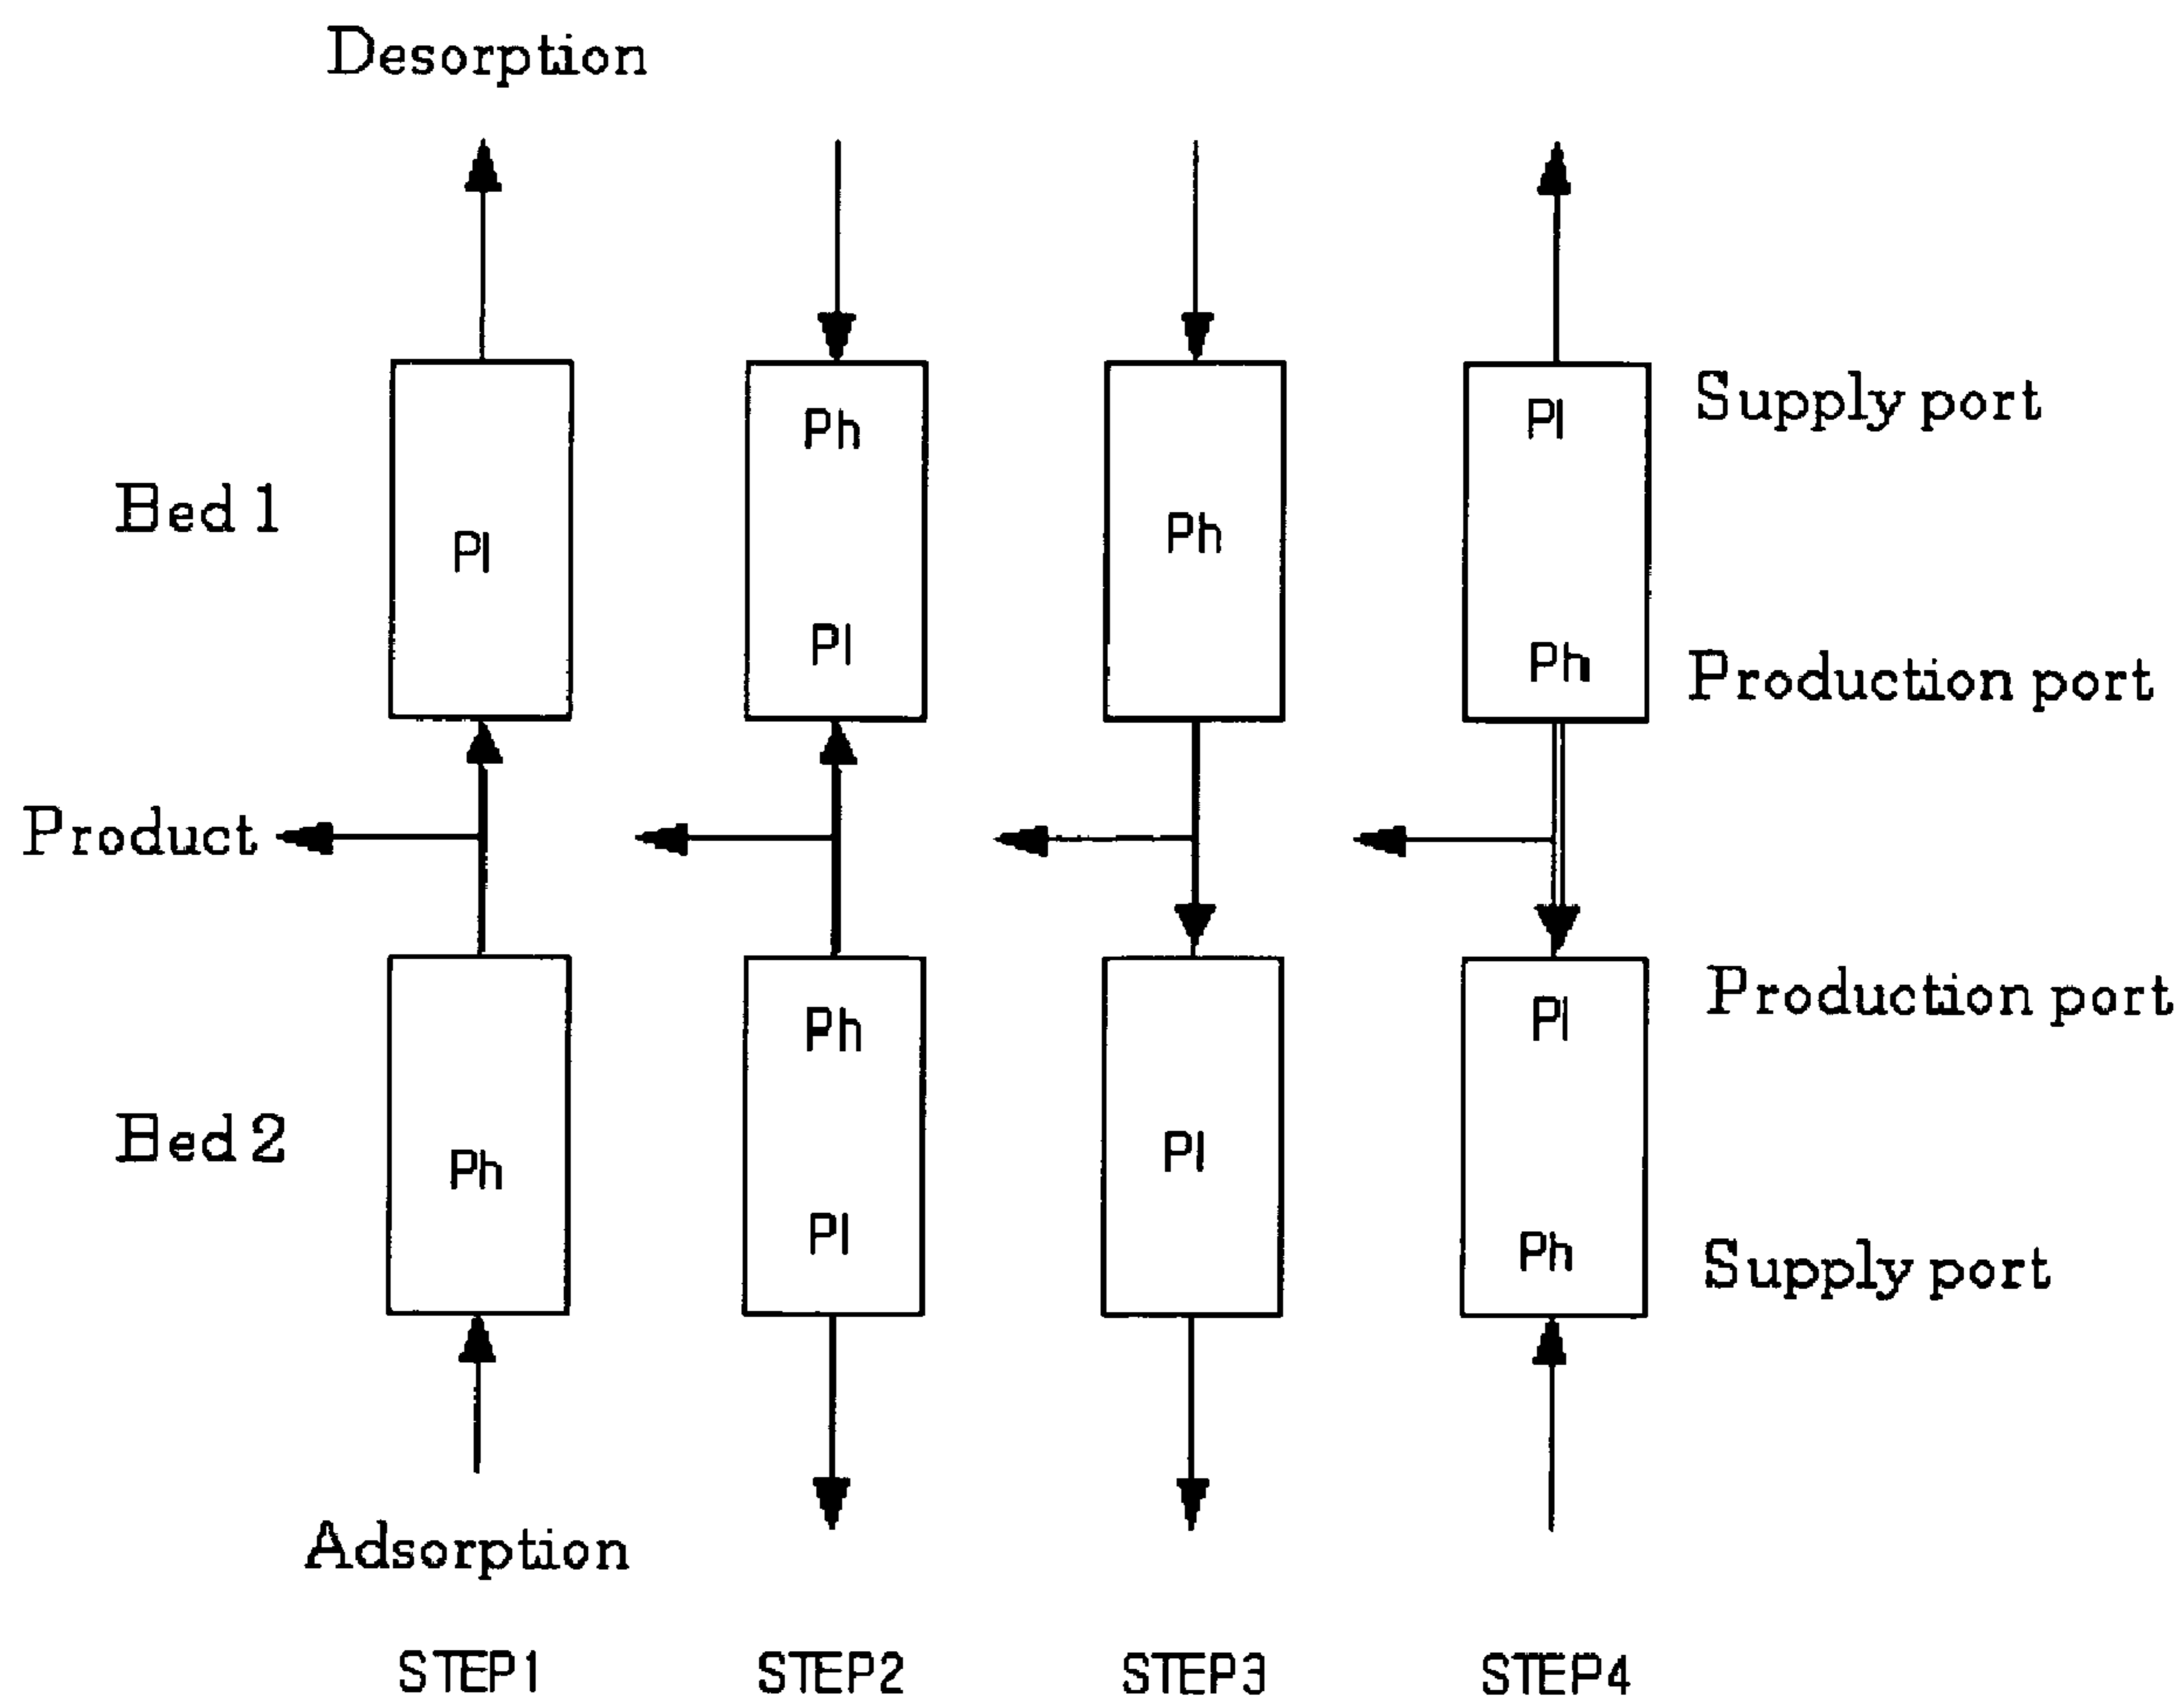 Desorption
Ph
Pl
Supply port
Bed 1
Pl
Ph
Pl
Ph
Production port
Product
Ph
Pl
Production port
Bed 2
Ph
Pl
Pl
Ph
Supply port
Adsorption
STEP1
STEP2
STEP3
STEP4